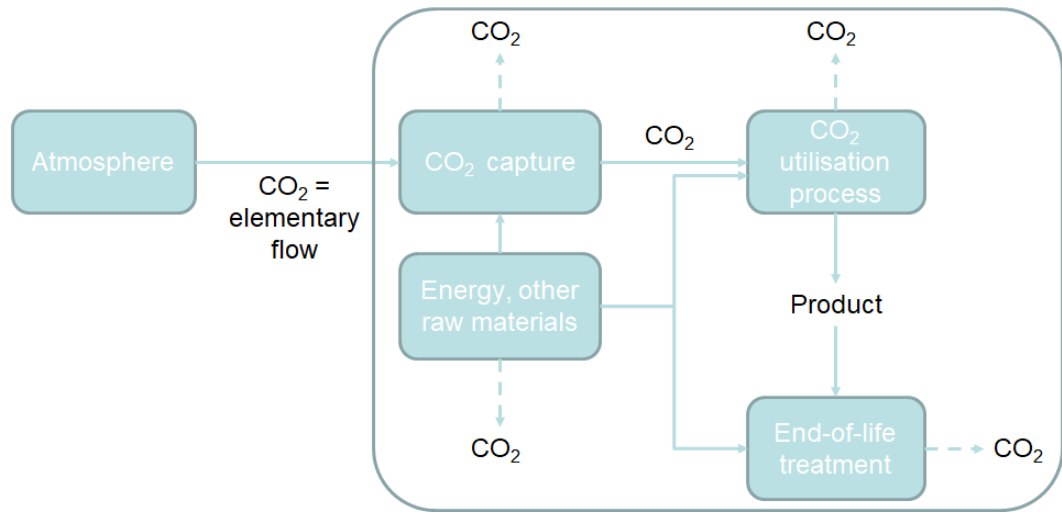 CO₂
CO₂
Atmosphere
CO₂ =
elementary
flow
CO₂ capture
CO₂
CO₂
utilisation
process
Energy, other
raw materials
Product
CO₂
End-of-life
treatment
CO₂